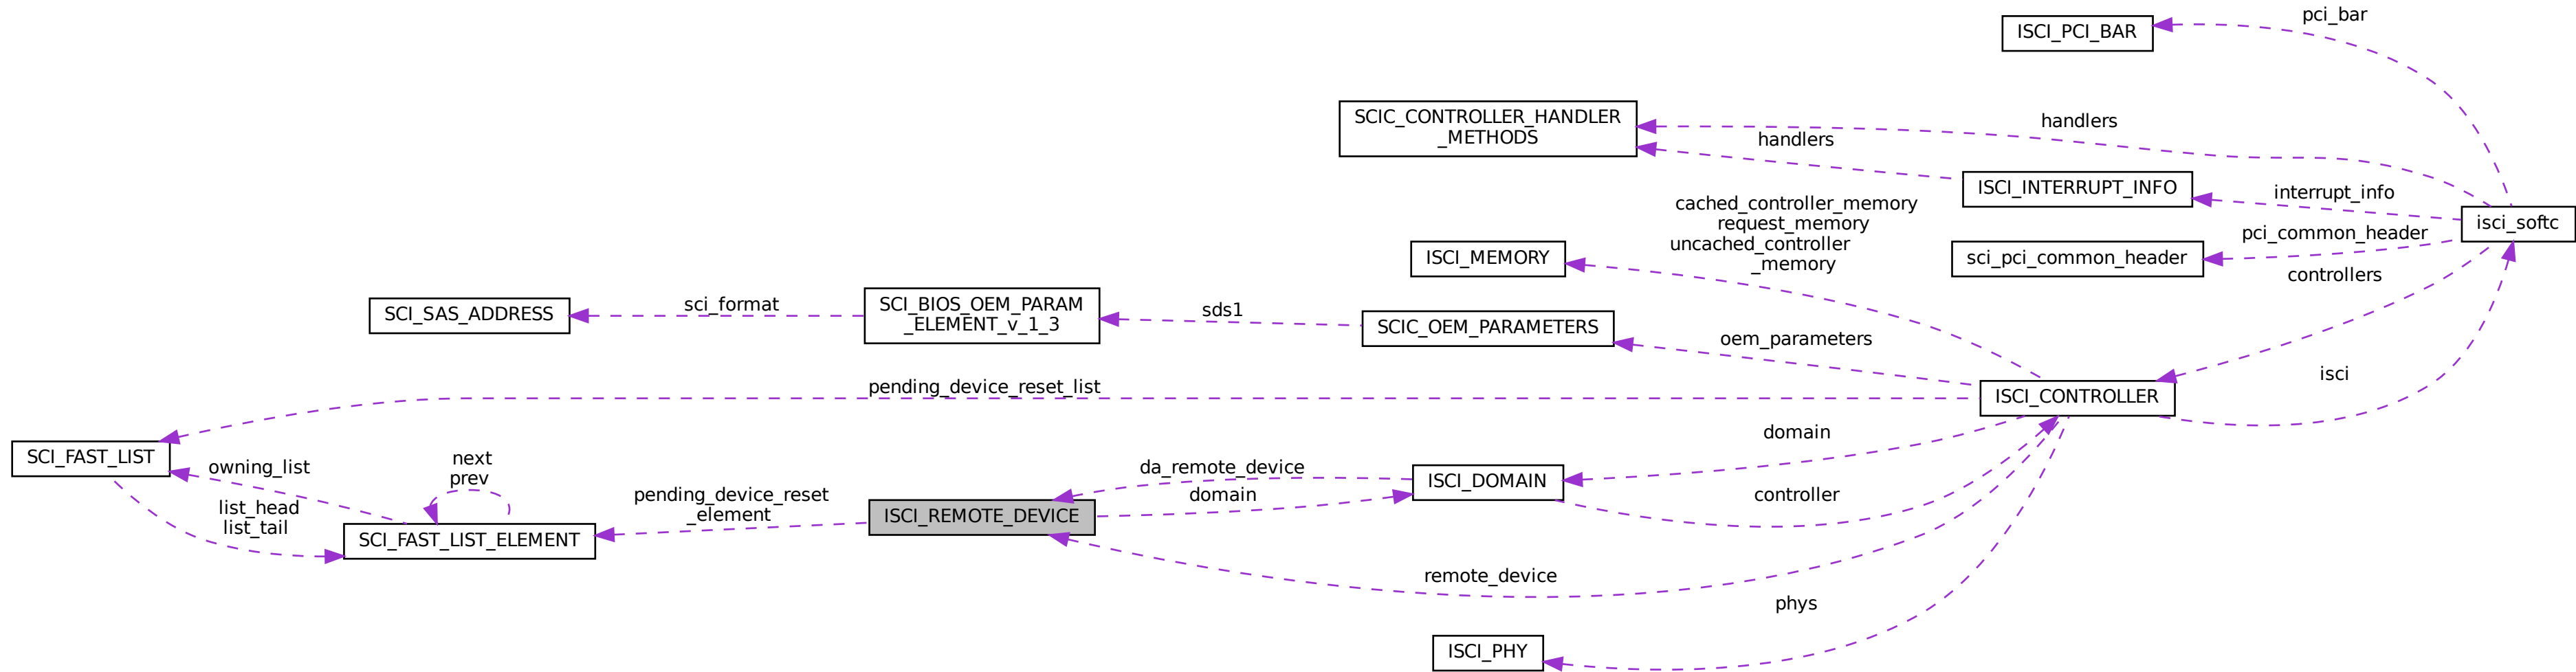 pci_bar
ISCI_PCI_BAR
SCIC_CONTROLLER_HANDLER
_METHODS
handlers
handlers
ISCI_INTERRUPT_INFO
interrupt_info
isci_softc
cached_controller_memory
request_memory
uncached_controller
_memory
pci_common_header
ISCI_MEMORY
sci_pci_common_header
controllers
SCI_SAS_ADDRESS
sci_format
SCI_BIOS_OEM_PARAM
_ELEMENT_v_1_3
sds1
SCIC_OEM_PARAMETERS
oem_parameters
isci
pending_device_reset_list
ISCI_CONTROLLER
domain
SCI_FAST_LIST
owning_list
next
prev
list_head
list_tail
SCI_FAST_LIST_ELEMENT
pending_device_reset
_element
ISCI_REMOTE_DEVICE
da_remote_device
domain
ISCI_DOMAIN
controller
remote_device
phys
ISCI_PHY